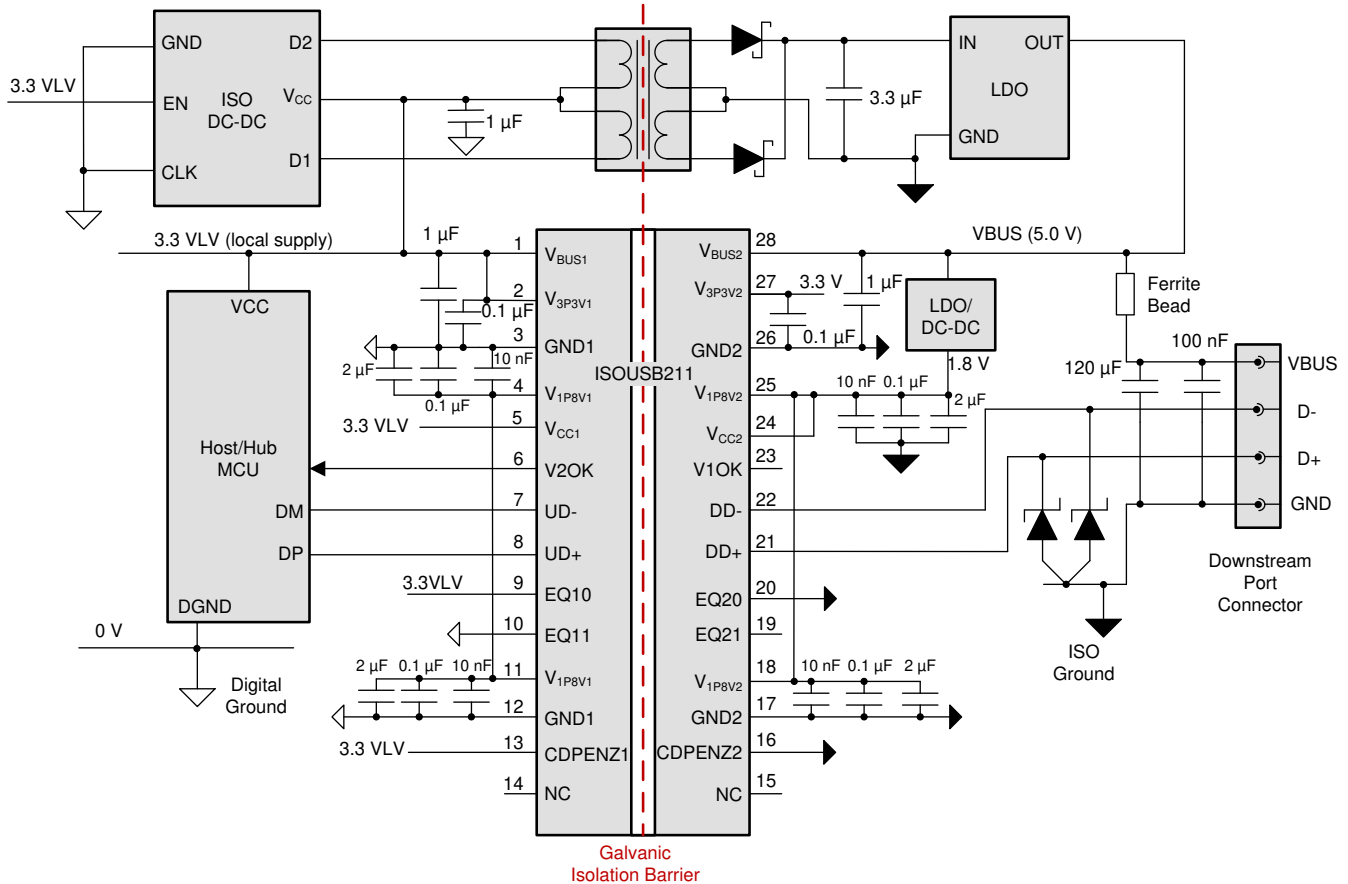 GND
D2
3.3 VLV
EN
ISO
DC-DC
VCC
1 µF
CLK
D1
3.3 µF
IN
OUT
LDO
GND
3.3 VLV (local supply)
VCC
Host/Hub
MCU
DM
DP
DGND
0 V
Digital
Ground
1 µF
0.1 µF
2 µF
10 nF
0.1 µF
3.3 VLV
3.3VLV
2 µF
0.1 µF
10 nF
3.3 VLV
1
VBUS1
2
V3P3V1
3
GND1
4
V1P8V1
5
VCC1
6
V2OK
7
UD-
8
UD+
9
EQ10
10
EQ11
11
V1P8V1
12
GND1
13
CDPENZ1
14
NC
ISOUSB211
VBUS2
28
V3P3V2
27
GND2
26
V1P8V2
25
VCC2
24
V1OK
23
DD-
22
DD+
21
EQ20
20
EQ21
19
V1P8V2
18
GND2
17
CDPENZ2
16
NC
15
VBUS (5.0 V)
3.3 V
1 µF
0.1 µF
LDO/
DC-DC
1.8 V
10 nF
0.1 µF
2 µF
10 nF
0.1 µF
2 µF
Ferrite
Bead
100 nF
120 µF
VBUS
D-
D+
GND
Downstream
Port
Connector
ISO
Ground
Galvanic
Isolation Barrier